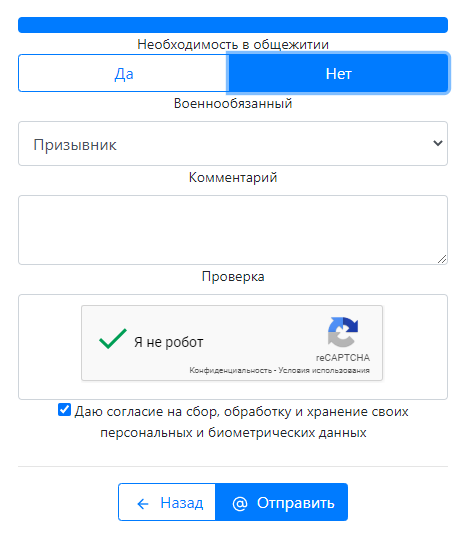 Необходимость в общежитии
Да Нет
Военнообязанный
Призывник
Комментарий
Проверка
Я не робот
reCAPTCHA
Конфиденциальность - Условия использования
Даю согласие на сбор, обработку и хранение своих
персональных и биометрических данных
Назад @ Отправить